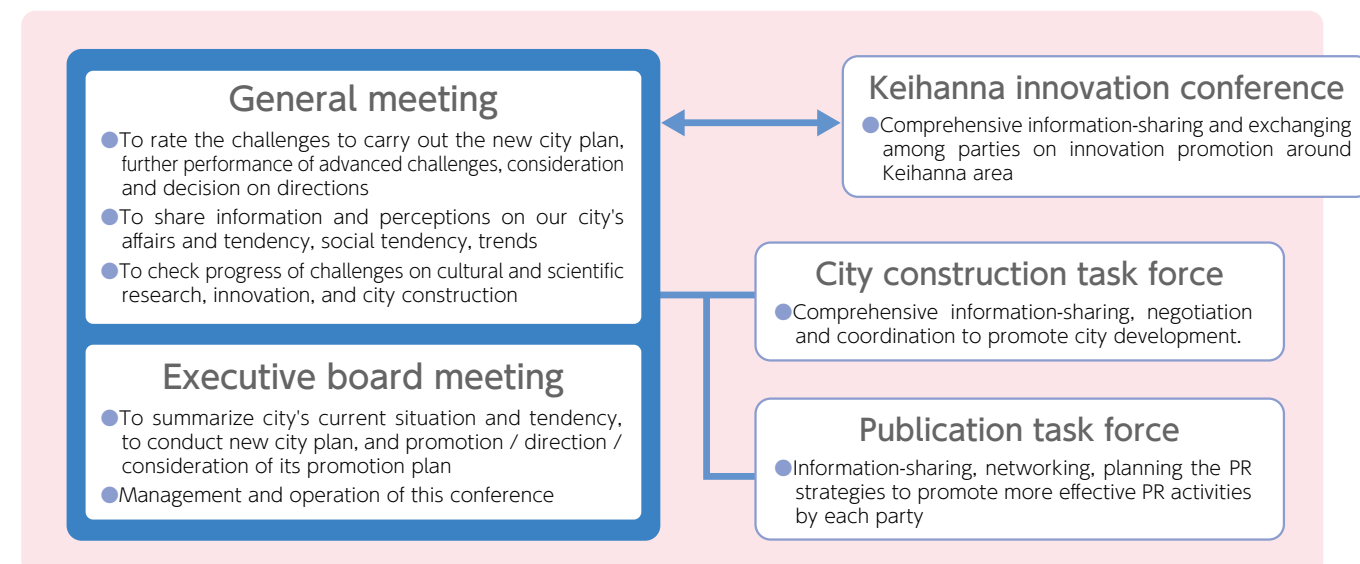 General meeting
●To rate the challenges to carry out the new city plan,
further performance of advanced challenges, consideration
and decision on directions
●To share information and perceptions on our city's
affairs and tendency, social tendency, trends
●To check progress of challenges on cultural and scientific
research, innovation, and city construction
Executive board meeting
●To summarize city's current situation and tendency,
to conduct new city plan, and promotion / direction /
consideration of its promotion plan
●Management and operation of this conference
Keihanna innovation conference
●Comprehensive information-sharing and exchanging
among parties on innovation promotion around
Keihanna area
City construction task force
●Comprehensive information-sharing, negotiation
and coordination to promote city development.
Publication task force
●Information-sharing, networking, planning the PR
strategies to promote more effective PR activities
by each party